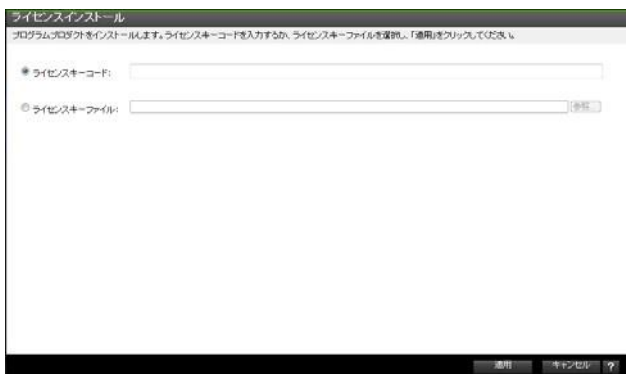 ライセンスインストール
プログラムプロダクトをインストールします。ライセンスキーコードを入力するか、ライセンスキーファイルを選択し、「適用」をクリックしてください。
ライセンスキーコード:
ライセンスキーファイル:
参照...
適用 キャンセル ?